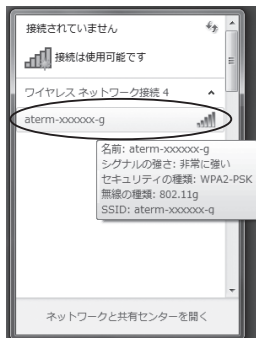 接続されていません
接続は使用可能です
ワイヤレス ネットワーク接続 4
aterm-xxxxxx-g
名前: aterm-xxxxxx-g
シグナルの強さ: 非常に強い
セキュリティの種類: WPA2-PSK
無線の種類: 802.11g
SSID: aterm-xxxxxx-g
ネットワークと共有センターを開く